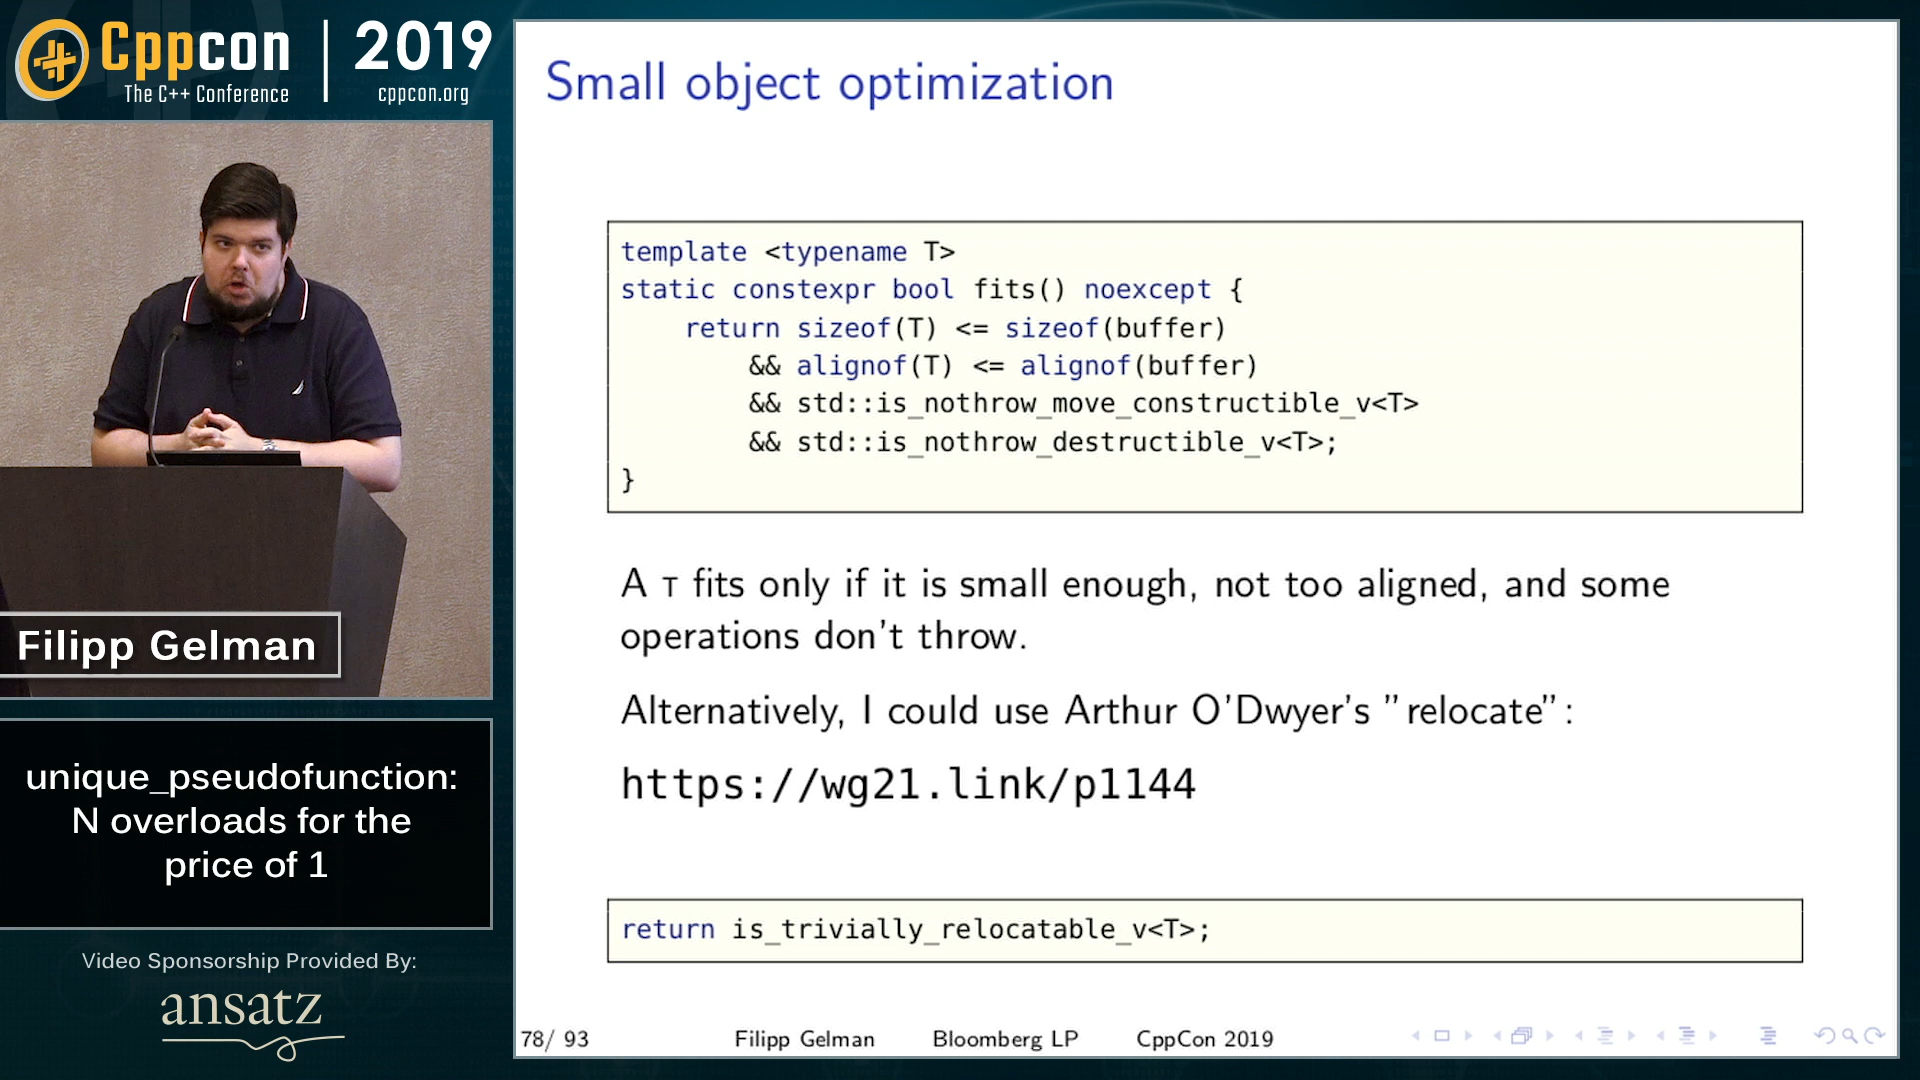 Cppcon
The C++ Conference
2019
cppcon.org
Filipp Gelman
unique_pseudofunction:
N overloads for the
price of 1
Video Sponsorship Provided By:
ansatz
Small object optimization
template <typename T>
static constexpr bool fits() noexcept {
    return sizeof(T) <= sizeof(buffer)
        && alignof(T) <= alignof(buffer)
        && std::is_nothrow_move_constructible_v<T>
        && std::is_nothrow_destructible_v<T>;
}
A T fits only if it is small enough, not too aligned, and some
operations don't throw.
Alternatively, I could use Arthur O'Dwyer's "relocate":
https://wg21.link/p1144
return is_trivially_relocatable_v<T>;
78/ 93 Filipp Gelman Bloomberg LP CppCon 2019